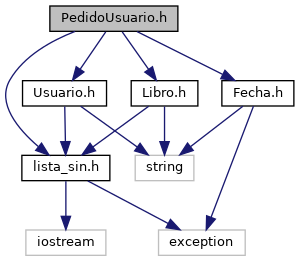 PedidoUsuario.h
Usuario.h
Libro.h
Fecha.h
lista_sin.h
string
iostream
exception